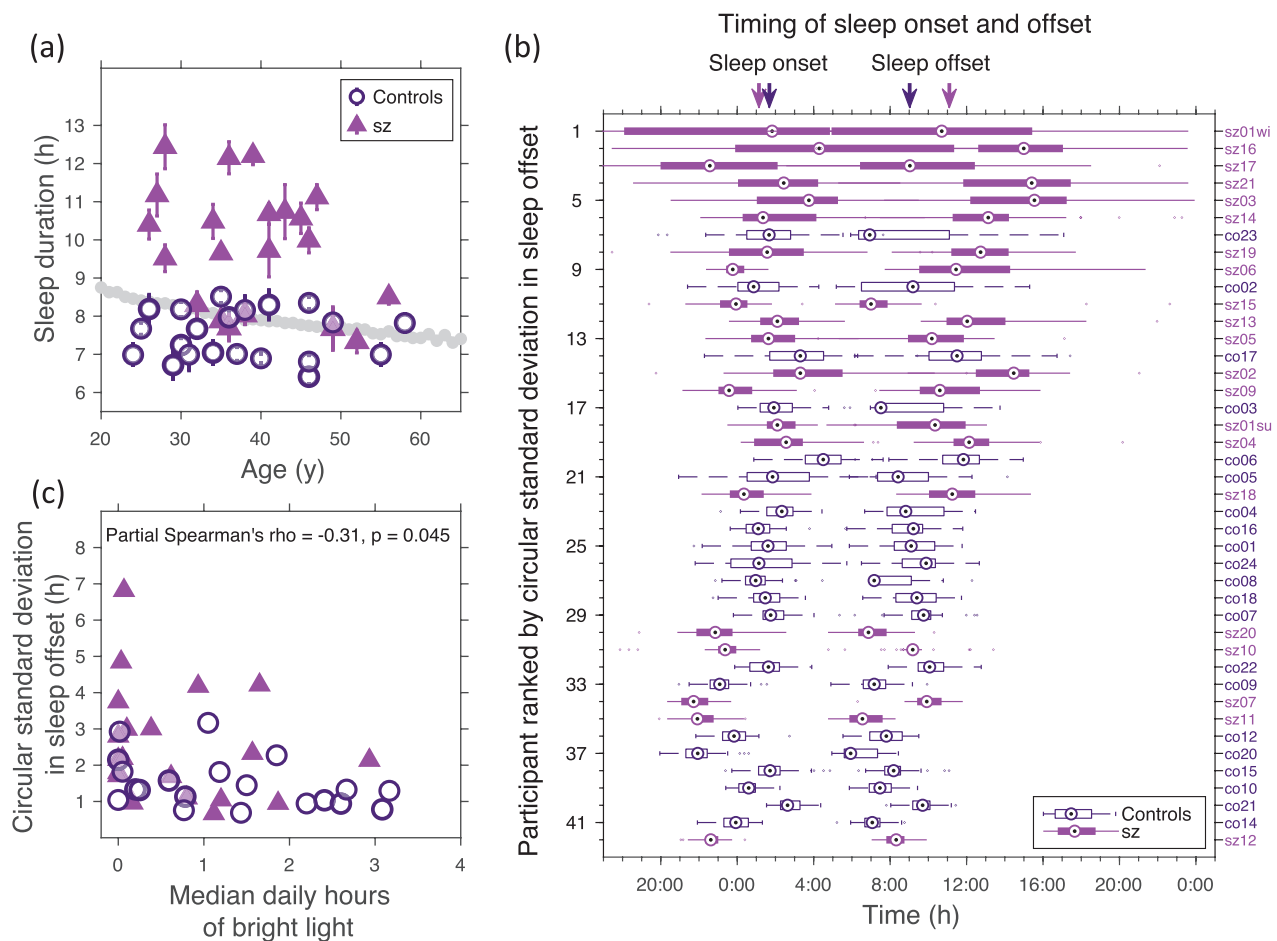 (a)
Controls
sz
13
12
11
10
9
8
7
6
Sleep duration (h)
20
30
40
50
60
Age (y)
(b)
Timing of sleep onset and offset
Sleep onset
Sleep offset
Participant ranked by circular standard deviation in sleep offset
1
5
9
13
17
21
25
29
33
37
41
sz01wi
sz16
sz17
sz21
sz03
sz14
co23
sz19
sz06
co02
sz15
sz13
sz05
co17
sz02
sz09
co03
sz01su
sz04
co06
co05
sz18
co04
co16
co01
co24
co08
co18
co07
sz20
sz10
co22
co09
sz07
sz11
co12
co20
co15
co10
co21
co14
sz12
Controls
sz
20:00
0:00
4:00
8:00
12:00
16:00
20:00
0:00
Time (h)
(c)
Partial Spearman's rho = -0.31, p = 0.045
8
7
6
5
4
3
2
1
Circular standard deviation
in sleep offset (h)
0
1
2
3
4
Median daily hours
of bright light